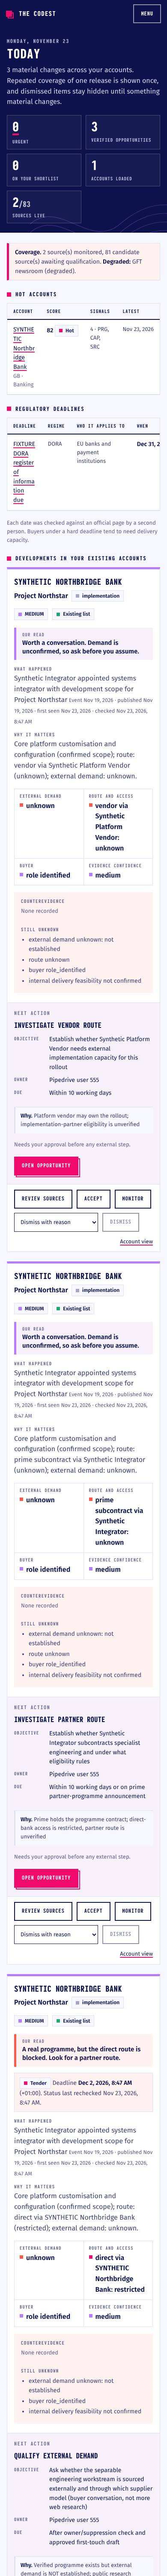 THE CODEST
MENU
MONDAY, NOVEMBER 23
TODAY
3 material changes across your accounts.
Repeated coverage of one release is shown once,
and dismissed items stay hidden until something
material changes.
0
URGENT
3
VERIFIED OPPORTUNITIES
0
ON YOUR SHORTLIST
1
ACCOUNTS LOADED
2/83
SOURCES LIVE
Coverage. 2 source(s) monitored, 81 candidate
source(s) awaiting qualification. Degraded: GFT
newsroom (degraded).
HOT ACCOUNTS
ACCOUNT SCORE SIGNALS LATEST
SYNTHE
TIC
Northbr
idge
Bank
GB ·
Banking
82 Hot
4 · PRG,
CAP,
SRC
Nov 23, 2026
REGULATORY DEADLINES
DEADLINE REGIME WHO IT APPLIES TO WHEN
FIXTURE
DORA
register
of
informa
tion
due
DORA
EU banks and
payment
institutions
Dec 31, 2
Each date was checked against an official page by a second
person. Buyers under a hard deadline tend to need delivery
capacity.
DEVELOPMENTS IN YOUR EXISTING ACCOUNTS
SYNTHETIC NORTHBRIDGE BANK
Project Northstar implementation
MEDIUM Existing list
OUR READ
Worth a conversation. Demand is
unconfirmed, so ask before you assume.
WHAT HAPPENED
Synthetic Integrator appointed systems
integrator with development scope for
Project Northstar Event Nov 19, 2026 · published Nov
19, 2026 · first seen Nov 23, 2026 · checked Nov 23, 2026,
8:47 AM
WHY IT MATTERS
Core platform customisation and
configuration (confirmed scope); route:
vendor via Synthetic Platform Vendor
(unknown); external demand: unknown.
EXTERNAL DEMAND
unknown
ROUTE AND ACCESS
vendor via
Synthetic
Platform
Vendor:
unknown
BUYER
role identified
EVIDENCE CONFIDENCE
medium
COUNTEREVIDENCE
None recorded
STILL UNKNOWN
• external demand unknown: not
established
• route unknown
• buyer role_identified
• internal delivery feasibility not confirmed
NEXT ACTION
INVESTIGATE VENDOR ROUTE
OBJECTIVE Establish whether Synthetic Platform
Vendor needs external
implementation capacity for this
rollout
OWNER Pipedrive user 555
DUE Within 10 working days
Why. Platform vendor may own the rollout;
implementation-partner eligibility is unverified
Needs your approval before any external step.
OPEN OPPORTUNITY
REVIEW SOURCES ACCEPT MONITOR
Dismiss with reason DISMISS
Account view
SYNTHETIC NORTHBRIDGE BANK
Project Northstar implementation
MEDIUM Existing list
OUR READ
Worth a conversation. Demand is
unconfirmed, so ask before you assume.
WHAT HAPPENED
Synthetic Integrator appointed systems
integrator with development scope for
Project Northstar Event Nov 19, 2026 · published Nov
19, 2026 · first seen Nov 23, 2026 · checked Nov 23, 2026,
8:47 AM
WHY IT MATTERS
Core platform customisation and
configuration (confirmed scope); route:
prime subcontract via Synthetic Integrator
(unknown); external demand: unknown.
EXTERNAL DEMAND
unknown
ROUTE AND ACCESS
prime
subcontract via
Synthetic
Integrator:
unknown
BUYER
role identified
EVIDENCE CONFIDENCE
medium
COUNTEREVIDENCE
None recorded
STILL UNKNOWN
• external demand unknown: not
established
• route unknown
• buyer role_identified
• internal delivery feasibility not confirmed
NEXT ACTION
INVESTIGATE PARTNER ROUTE
OBJECTIVE Establish whether Synthetic
Integrator subcontracts specialist
engineering and under what
eligibility rules
OWNER Pipedrive user 555
DUE Within 10 working days or on prime
partner-programme announcement
Why. Prime holds the programme contract; direct-
bank access is restricted, partner route is
unverified
Needs your approval before any external step.
OPEN OPPORTUNITY
REVIEW SOURCES ACCEPT MONITOR
Dismiss with reason DISMISS
Account view
SYNTHETIC NORTHBRIDGE BANK
Project Northstar implementation
MEDIUM Existing list
OUR READ
A real programme, but the direct route is
blocked. Look for a partner route.
Tender Deadline Dec 2, 2026, 8:47 AM
(+01:00). Status last rechecked Nov 23, 2026,
8:47 AM.
WHAT HAPPENED
Synthetic Integrator appointed systems
integrator with development scope for
Project Northstar Event Nov 19, 2026 · published Nov
19, 2026 · first seen Nov 23, 2026 · checked Nov 23, 2026,
8:47 AM
WHY IT MATTERS
Core platform customisation and
configuration (confirmed scope); route:
direct via SYNTHETIC Northbridge Bank
(restricted); external demand: unknown.
EXTERNAL DEMAND
unknown
ROUTE AND ACCESS
direct via
SYNTHETIC
Northbridge
Bank: restricted
BUYER
role identified
EVIDENCE CONFIDENCE
medium
COUNTEREVIDENCE
None recorded
STILL UNKNOWN
• external demand unknown: not
established
• buyer role_identified
• internal delivery feasibility not confirmed
NEXT ACTION
QUALIFY EXTERNAL DEMAND
OBJECTIVE Ask whether the separable
engineering workstream is sourced
externally and through which supplier
model (buyer conversation, not more
web research)
OWNER Pipedrive user 555
DUE After owner/suppression check and
approved first-touch draft
Why. Verified programme exists but external
demand is NOT established; public research